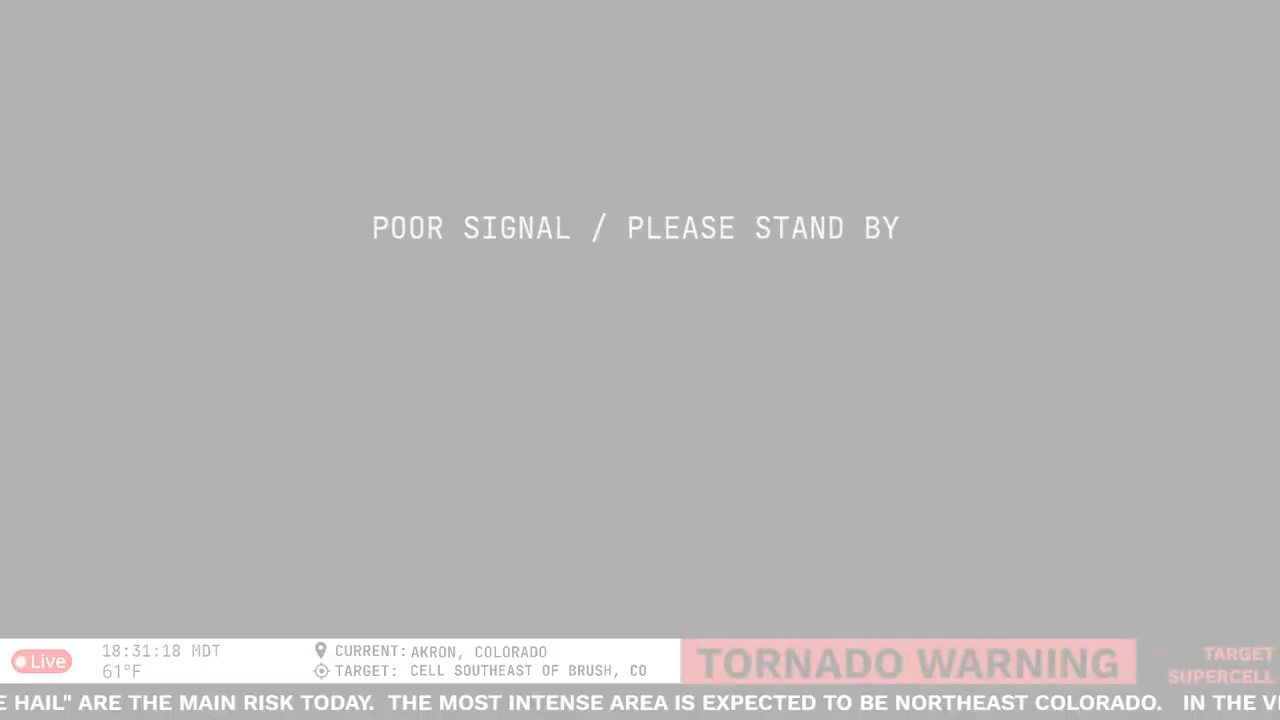 POOR SIGNAL / PLEASE STAND BY
Live
18:31:18 MDT
61°F
CURRENT: AKRON, COLORADO
TARGET: CELL SOUTHEAST OF BRUSH, CO
TORNADO WARNING
TARGET
SUPERCELL
HAIL" ARE THE MAIN RISK TODAY. THE MOST INTENSE AREA IS EXPECTED TO BE NORTHEAST COLORADO. IN THE